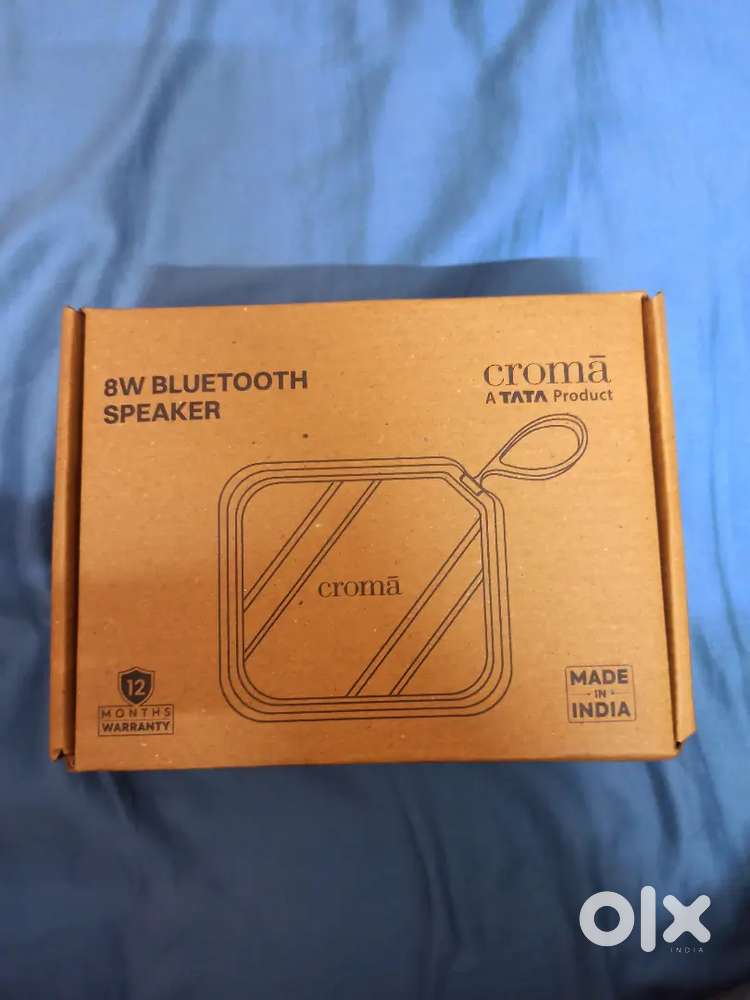 8W BLUETOOTH
SPEAKER
cromā
A TATA Product
cromā
12
MONTHS
WARRANTY
MADE
IN
INDIA
olx
INDIA